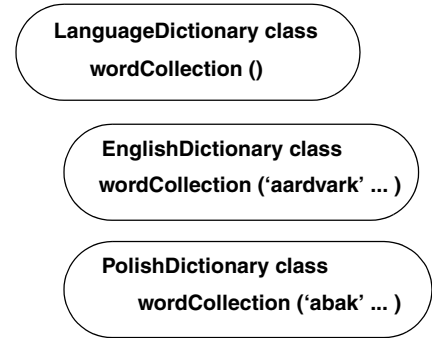 LanguageDictionary class
wordCollection ()
EnglishDictionary class
wordCollection (‘aardvark’ ... )
PolishDictionary class
wordCollection (‘abak’ ... )